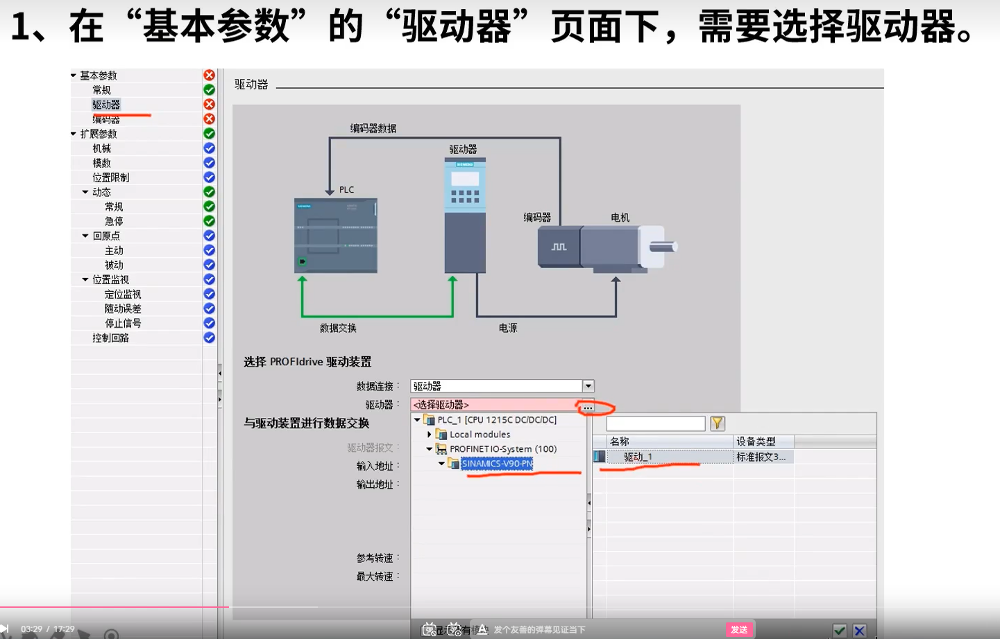 1、在“基本参数”的“驱动器”页面下，需要选择驱动器。
基本参数
常规
驱动器
编码器
扩展参数
机械
模数
位置限制
动态
常规
急停
回原点
主动
被动
位置监视
定位监视
随动误差
停止信号
控制回路
驱动器
编码器数据
驱动器
SIEMENS
PLC
SIEMENS
编码器
电机
数据交换
电源
选择 PROFIdrive 驱动装置
数据连接：
驱动器
驱动器：
<选择驱动器>
...
与驱动装置进行数据交换
驱动器报文：
输入地址：
输出地址：
参考转速：
最大转速：
PLC_1 [CPU 1215C DC/DC/DC]
Local modules
PROFINET IO-System (100)
SINAMICS-V90-PN
名称
设备类型
驱动_1
标准报文3...
03:29 / 17:29
弹
弹
A
发个友善的弹幕见证当下
发送